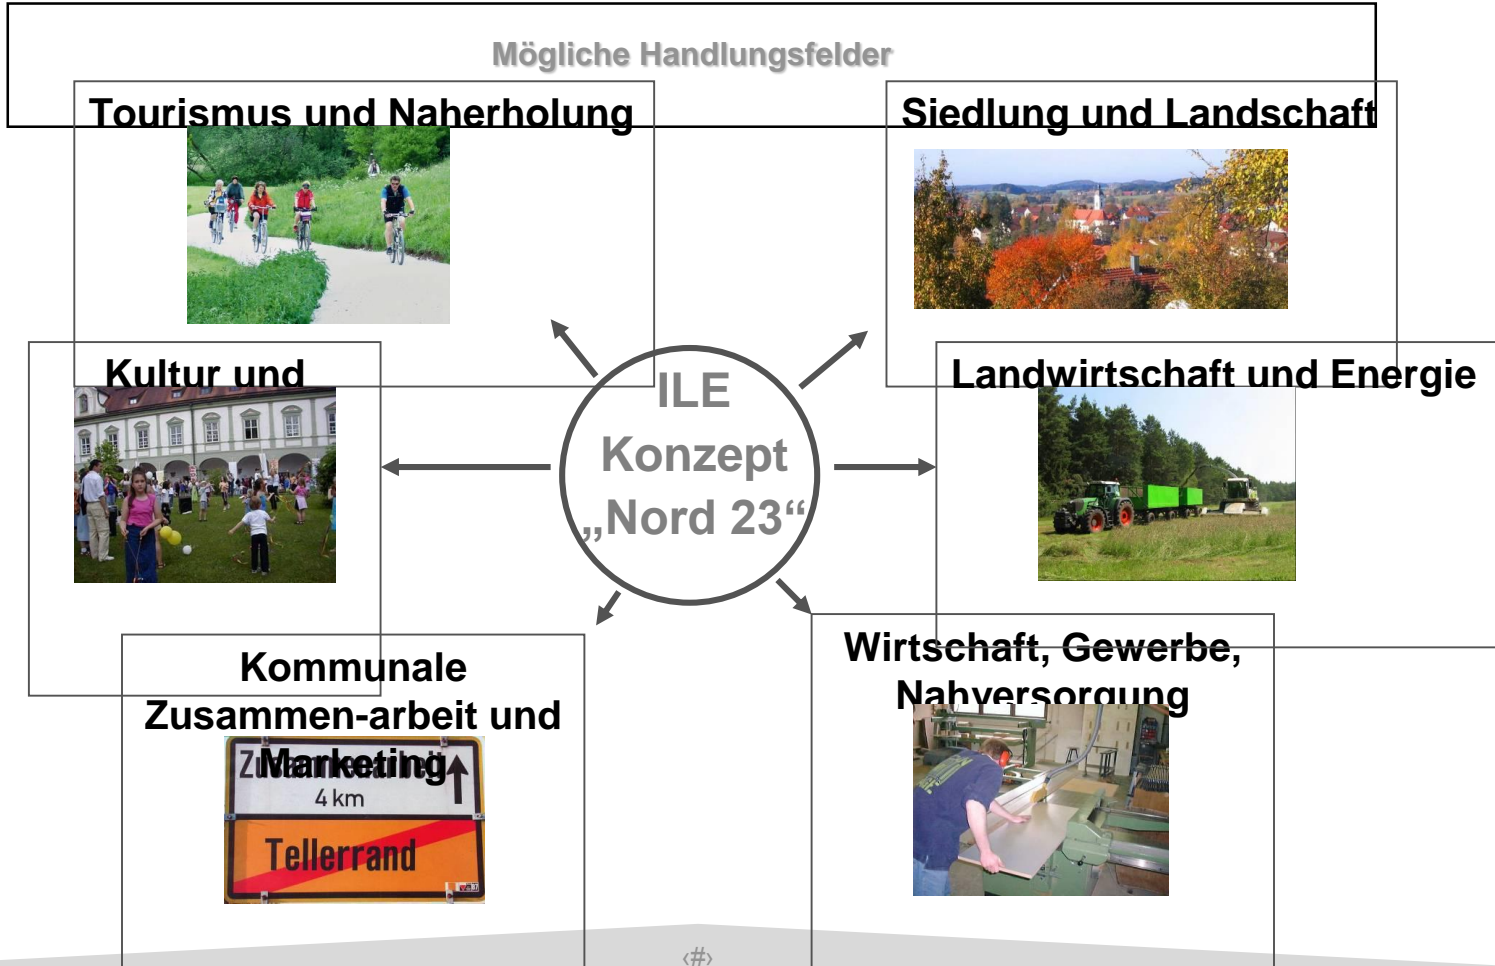 Mögliche Handlungsfelder
Tourismus und Naherholung
Siedlung und Landschaft
Kultur und
Landwirtschaft und Energie
ILE
Konzept
„Nord 23“
Kommunale
Zusammen-arbeit und
Marketing
Zusammenarbeit
4 km
Tellerrand
Wirtschaft, Gewerbe,
Nahversorgung
‹#›